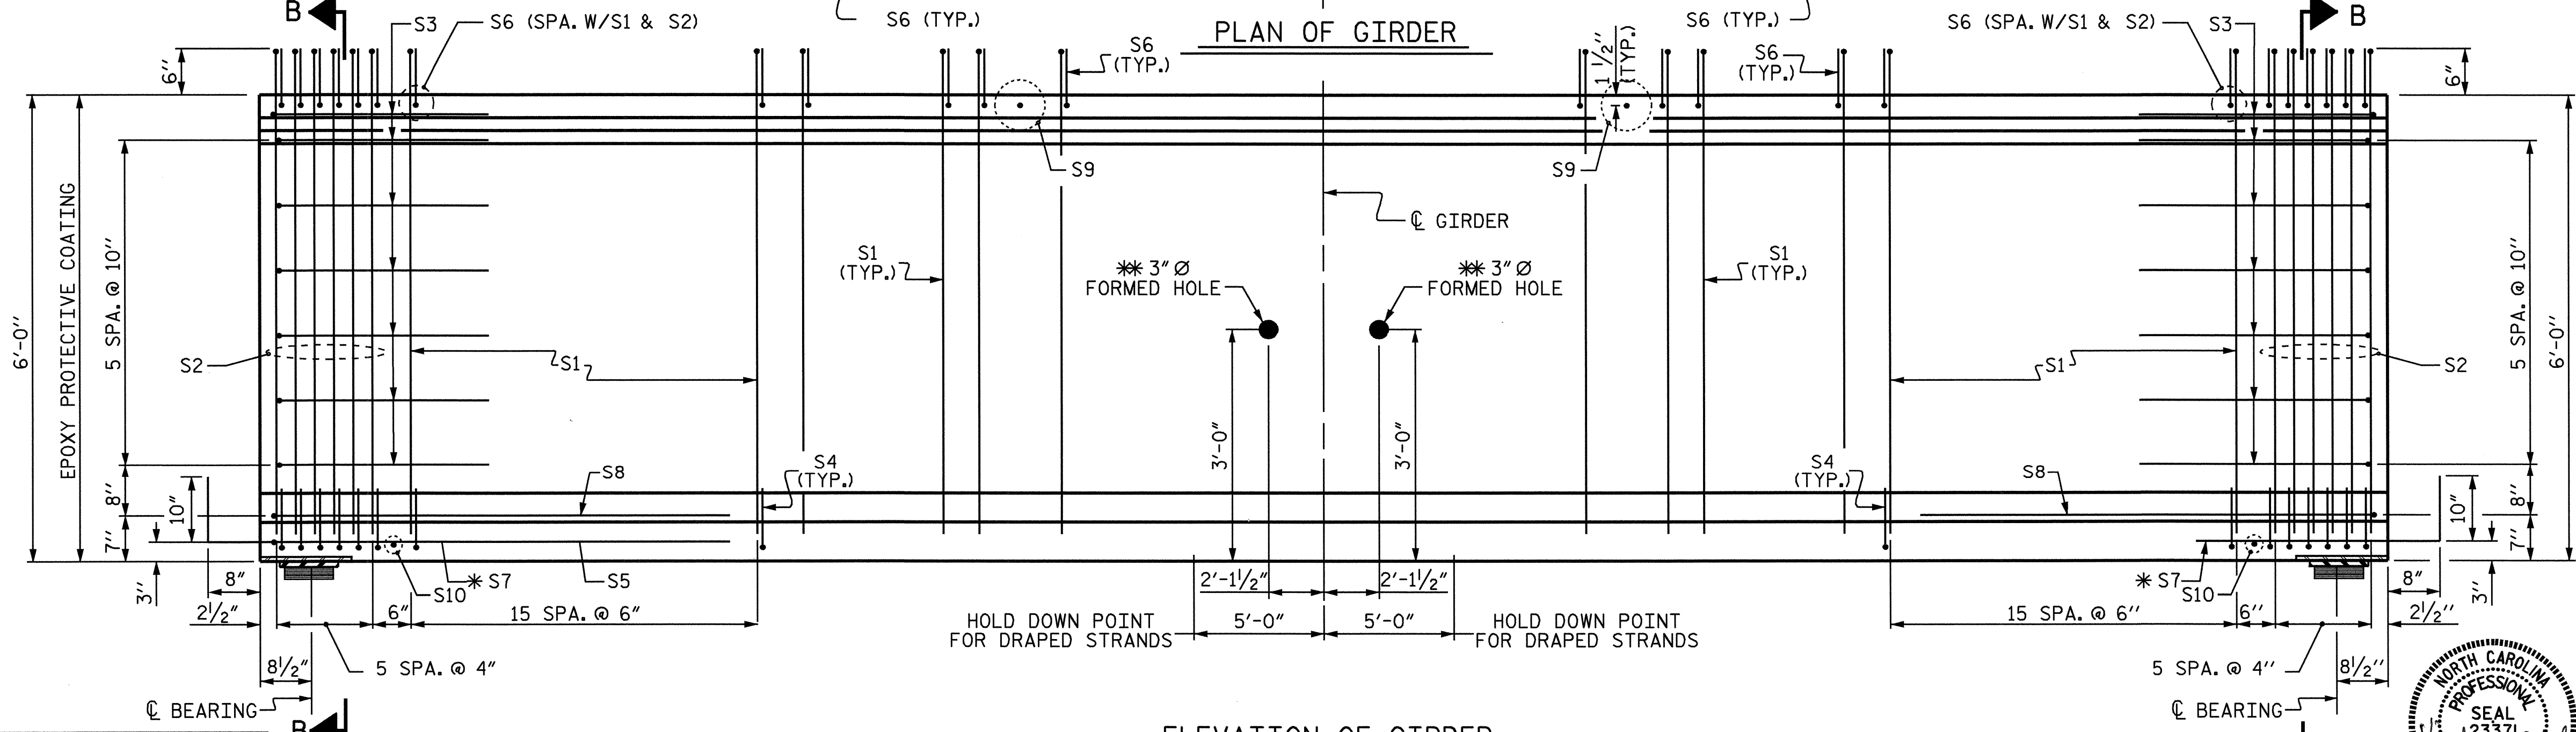 B
S3
S6 (SPA. W/S1 & S2)
S6 (TYP.)
PLAN OF GIRDER
S6 (TYP.)
S6 (SPA. W/S1 & S2)
S3
B
6"
S6
(TYP.)
1 1/2"
(TYP.)
S6
(TYP.)
6"
6'-0"
EPOXY PROTECTIVE COATING
5 SPA. @ 10"
8"
7"
10"
3"
S9
S9
℄ GIRDER
S1
(TYP.)
S1
(TYP.)
※※ 3" Ø
FORMED HOLE
※※ 3" Ø
FORMED HOLE
S2
S1
S1
S2
3'-0"
3'-0"
5 SPA. @ 10"
6'-0"
S8
S4
(TYP.)
S4
(TYP.)
S8
10"
8"
7"
3"
8"
2 1/2"
S10
※ S7
S5
6"
15 SPA. @ 6"
2'-1 1/2"
2'-1 1/2"
HOLD DOWN POINT
FOR DRAPED STRANDS
5'-0"
5'-0"
HOLD DOWN POINT
FOR DRAPED STRANDS
※ S7
S10
15 SPA. @ 6"
6"
8"
2 1/2"
8 1/2"
5 SPA. @ 4"
5 SPA. @ 4"
8 1/2"
℄ BEARING
℄ BEARING
B
ELEVATION OF GIRDER
NORTH CAROLINA
PROFESSIONAL
SEAL